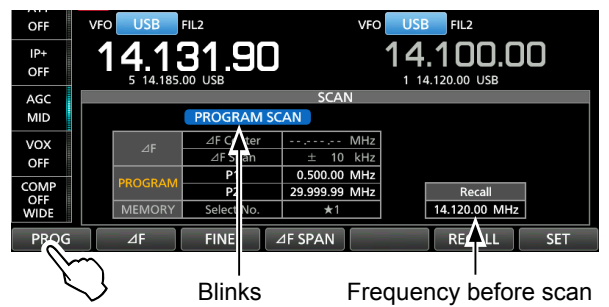 OFF VFO USB FIL2 VFO USB FIL2
IP+
OFF
14.131.90 14.100.00
5 14.185.00 USB 1 14.120.00 USB
AGC
MID
SCAN
PROGRAM SCAN
VOX
OFF
⊿F ⊿F Center --.---.-- MHz
⊿F Span ± 10 kHz
PROGRAM P1 0.500.00 MHz
P2 29.999.99 MHz
MEMORY Select No. ★1
COMP
OFF
WIDE
Recall
14.120.00 MHz
PROG ⊿F FINE ⊿F SPAN RECALL SET
Blinks Frequency before scan